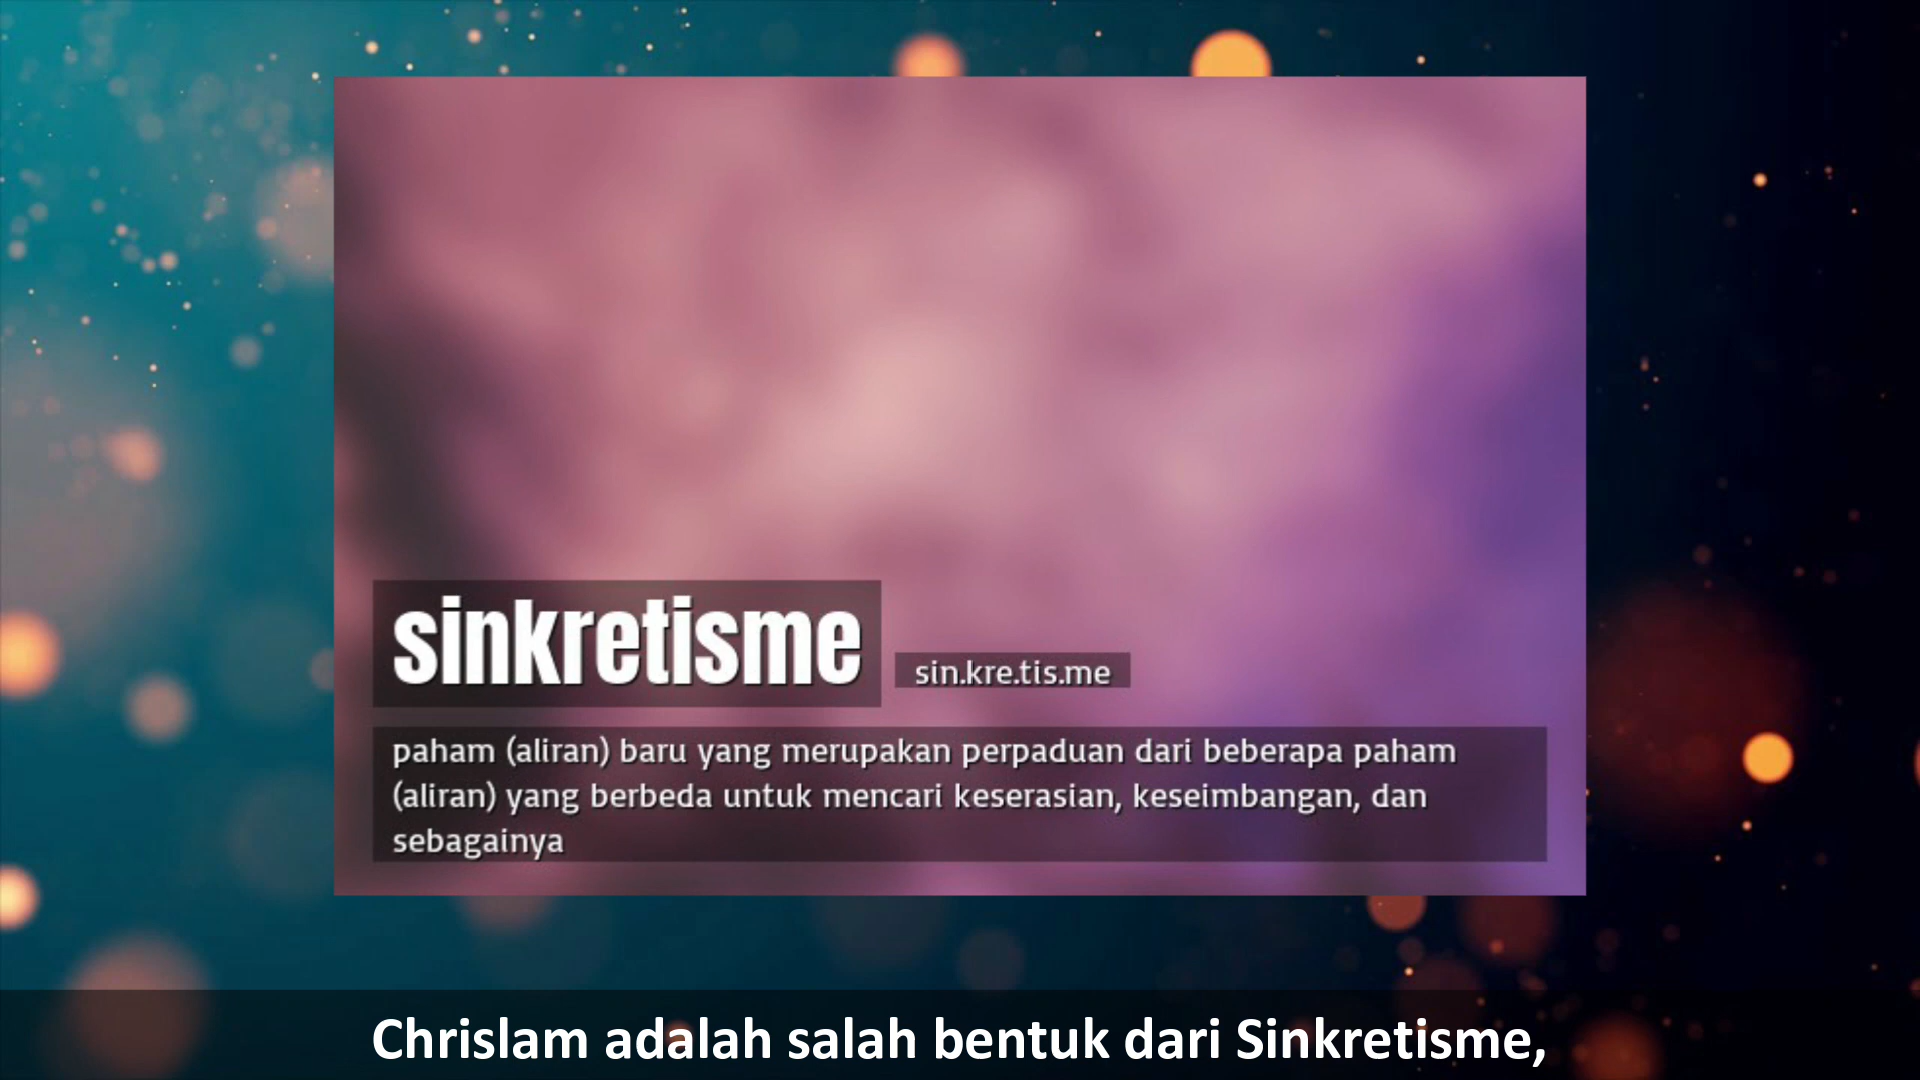 sinkretisme
sin.kre.tis.me
paham (aliran) baru yang merupakan perpaduan dari beberapa paham
(aliran) yang berbeda untuk mencari keserasian, keseimbangan, dan
sebagainya
Chrislam adalah salah bentuk dari Sinkretisme,